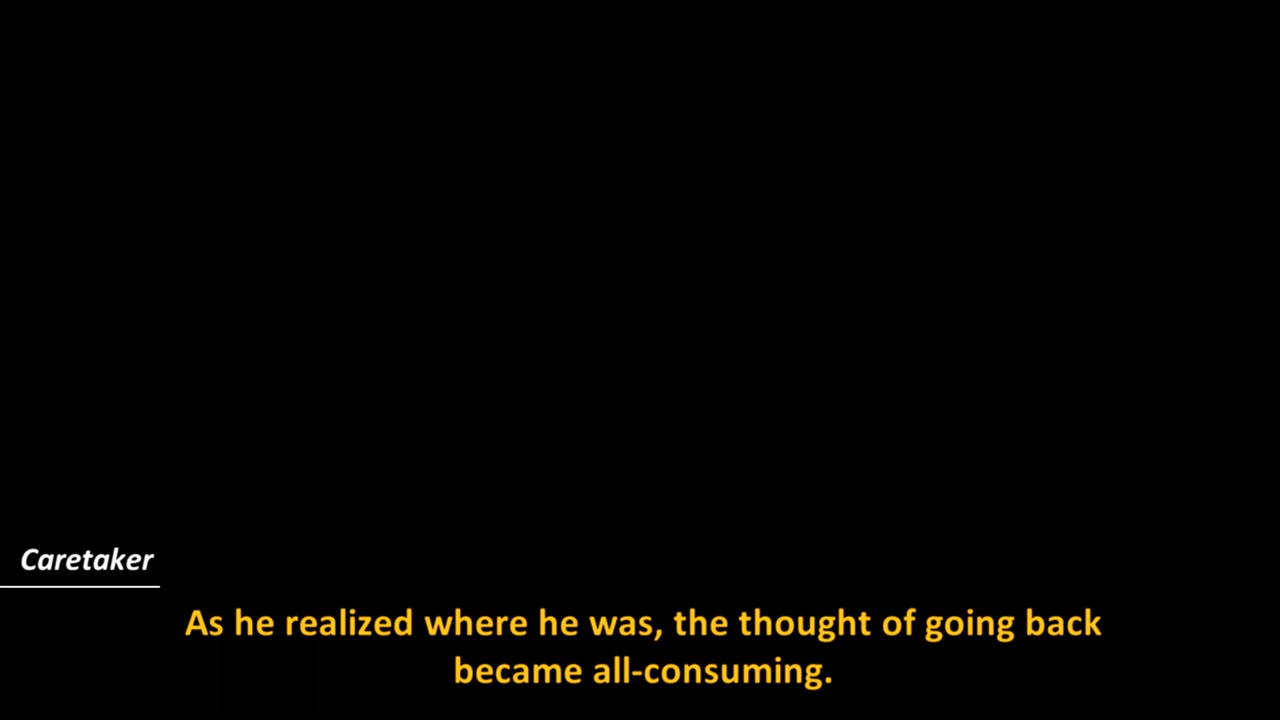 Caretaker
As he realized where he was, the thought of going back
became all-consuming.